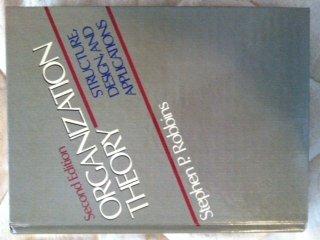 Second Edition
ORGANIZATION
THEORY
STRUCTURE,
DESIGN, AND
APPLICATIONS
Stephen P. Robbins